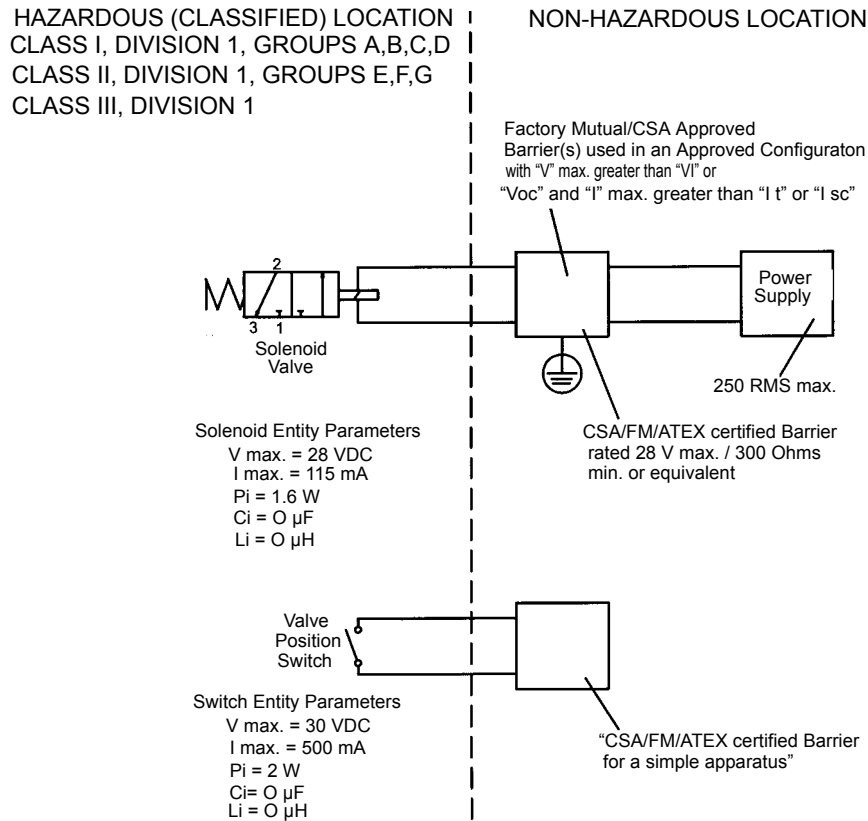 HAZARDOUS (CLASSIFIED) LOCATION
CLASS I, DIVISION 1, GROUPS A,B,C,D
CLASS II, DIVISION 1, GROUPS E,F,G
CLASS III, DIVISION 1
NON-HAZARDOUS LOCATION
Factory Mutual/CSA Approved
Barrier(s) used in an Approved Configuraton
with “V” max. greater than “VI” or
“Voc” and “I” max. greater than “I t” or “I sc”
2
3 1
Solenoid
Valve
Power
Supply
250 RMS max.
Solenoid Entity Parameters
V max. = 28 VDC
I max. = 115 mA
Pi = 1.6 W
Ci = O µF
Li = O µH
CSA/FM/ATEX certified Barrier
rated 28 V max. / 300 Ohms
min. or equivalent
Valve
Position
Switch
Switch Entity Parameters
V max. = 30 VDC
I max. = 500 mA
Pi = 2 W
Ci= O µF
Li = O µH
“CSA/FM/ATEX certified Barrier
for a simple apparatus”